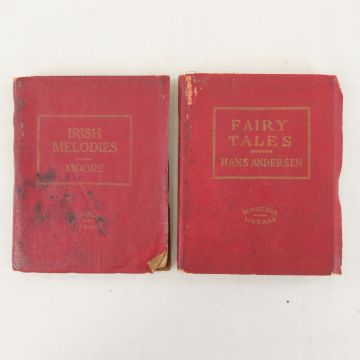 IRISH
MELODIES
MOORE
FAIRY
TALES
HANS ANDERSEN
MINIATURE
LIBRARY